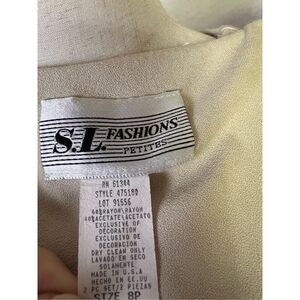 S.L. FASHIONS
PETITES
RN 61344
STYLE 475180
LOT 91556
60%RAYON/RAYON
40%ACETATE/ACETATO
EXCLUSIVE OF
DECORATION
EXCLUSIVO DE
DECORACION
DRY CLEAN ONLY
LAVADO EN SECO
SOLAMENTE
MADE IN U.S.A
HECHO EN EE.UU
2 PC SET/2 PIEZAS
SIZE 8P